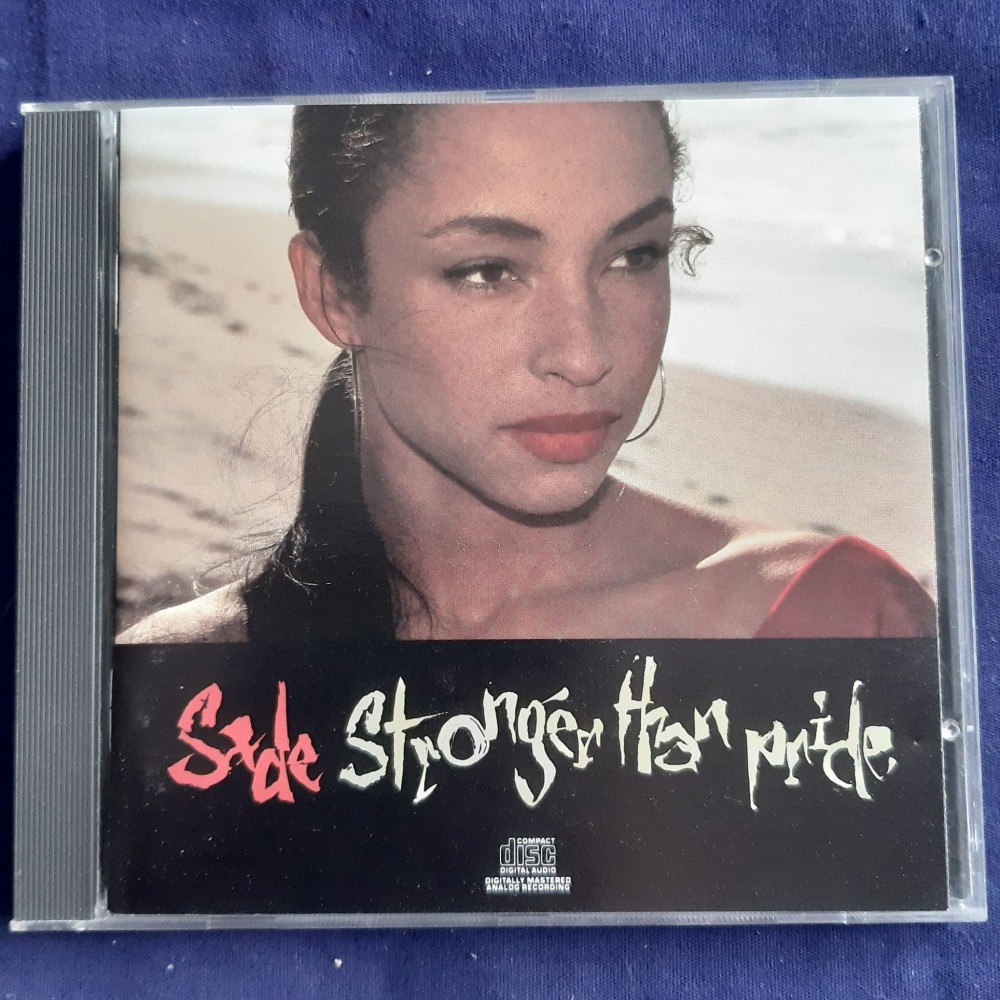 Sade Stronger Than pride
COMPACT
disc
DIGITAL AUDIO
DIGITALLY MASTERED
ANALOG RECORDING